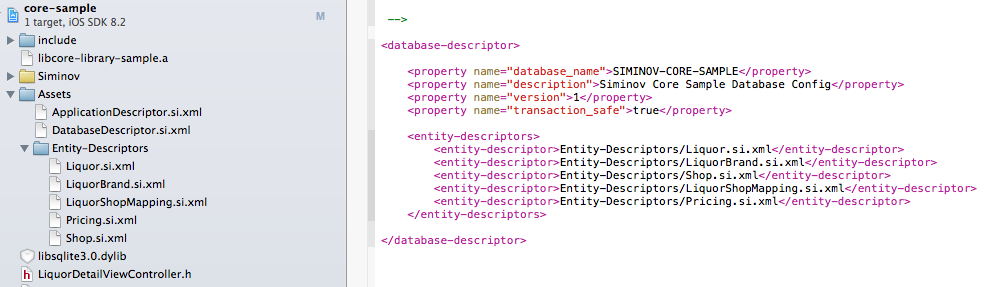 core-sample
1 target, iOS SDK 8.2
M
include
libcore-library-sample.a
Siminov
Assets
ApplicationDescriptor.si.xml
DatabaseDescriptor.si.xml
Entity-Descriptors
Liquor.si.xml
LiquorBrand.si.xml
LiquorShopMapping.si.xml
Pricing.si.xml
Shop.si.xml
libsqlite3.0.dylib
h
LiquorDetailViewController.h
-->
<database-descriptor>
<property name="database_name">SIMINOV-CORE-SAMPLE</property>
<property name="description">Siminov Core Sample Database Config</property>
<property name="version">1</property>
<property name="transaction_safe">true</property>
<entity-descriptors>
<entity-descriptor>Entity-Descriptors/Liquor.si.xml</entity-descriptor>
<entity-descriptor>Entity-Descriptors/LiquorBrand.si.xml</entity-descriptor>
<entity-descriptor>Entity-Descriptors/Shop.si.xml</entity-descriptor>
<entity-descriptor>Entity-Descriptors/LiquorShopMapping.si.xml</entity-descriptor>
<entity-descriptor>Entity-Descriptors/Pricing.si.xml</entity-descriptor>
</entity-descriptors>
</database-descriptor>